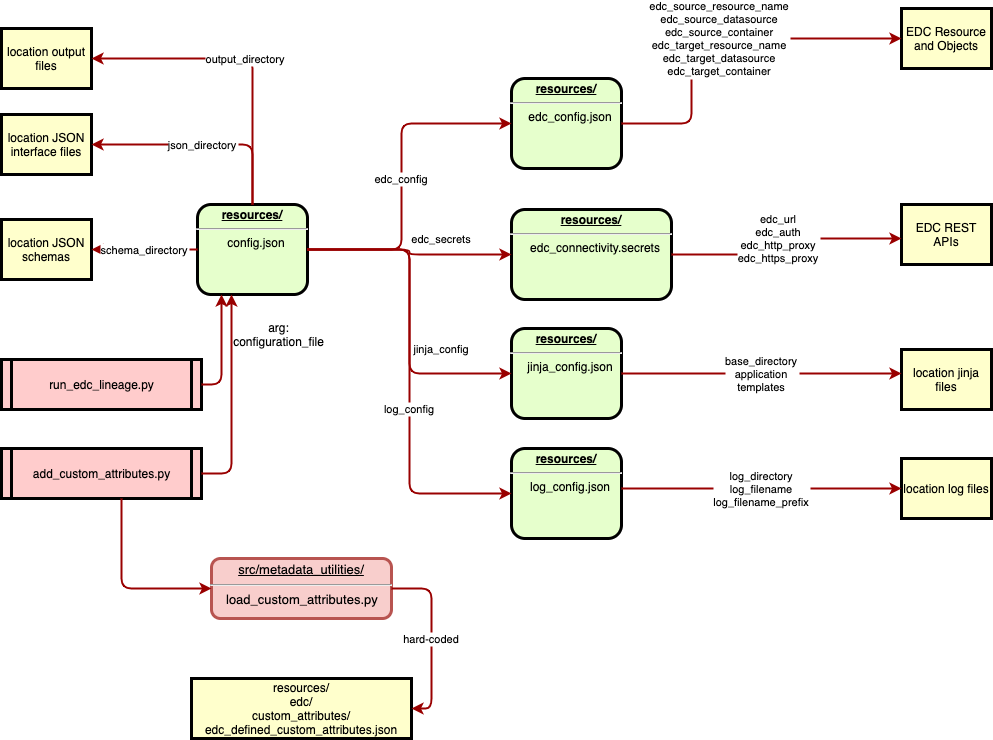 edc_source_resource_name
edc_source_datasource
edc_source_container
edc_target_resource_name
edc_target_datasource
edc_target_container
EDC Resource
and Objects
location output
files
output_directory
resources/
edc_config.json
location JSON
interface files
json_directory
edc_config
resources/
config.json
location JSON
schemas
schema_directory
edc_secrets
resources/
edc_connectivity.secrets
edc_url
edc_auth
edc_http_proxy
edc_https_proxy
EDC REST
APIs
arg:
configuration_file
jinja_config
resources/
jinja_config.json
base_directory
application
templates
location jinja
files
run_edc_lineage.py
log_config
add_custom_attributes.py
resources/
log_config.json
log_directory
log_filename
log_filename_prefix
location log files
src/metadata_utilities/
load_custom_attributes.py
hard-coded
resources/
edc/
custom_attributes/
edc_defined_custom_attributes.json